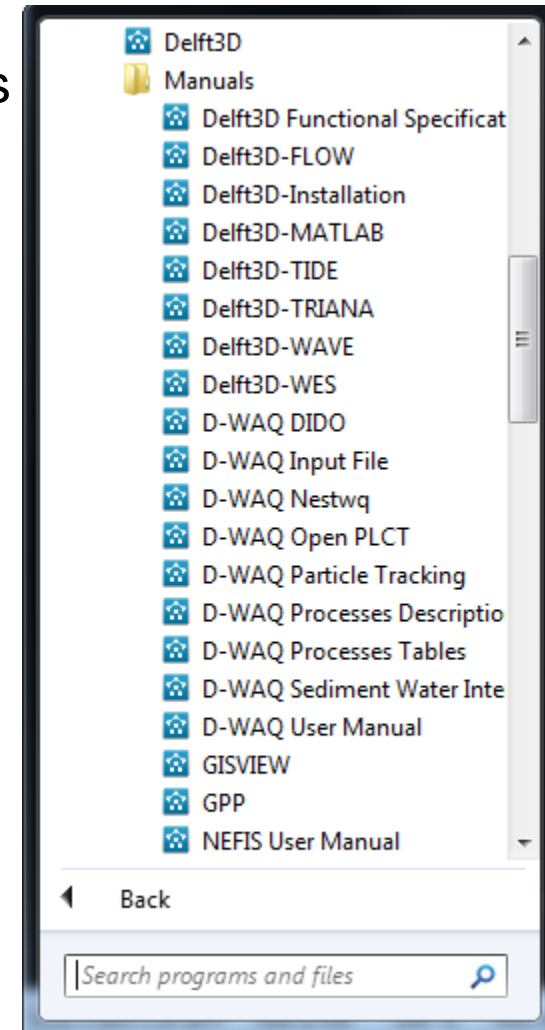 s
Delft3D
Manuals
Delft3D Functional Specificat
Delft3D-FLOW
Delft3D-Installation
Delft3D-MATLAB
Delft3D-TIDE
Delft3D-TRIANA
Delft3D-WAVE
Delft3D-WES
D-WAQ DIDO
D-WAQ Input File
D-WAQ Nestwq
D-WAQ Open PLCT
D-WAQ Particle Tracking
D-WAQ Processes Descriptio
D-WAQ Processes Tables
D-WAQ Sediment Water Inte
D-WAQ User Manual
GISVIEW
GPP
NEFIS User Manual
Back
Search programs and files